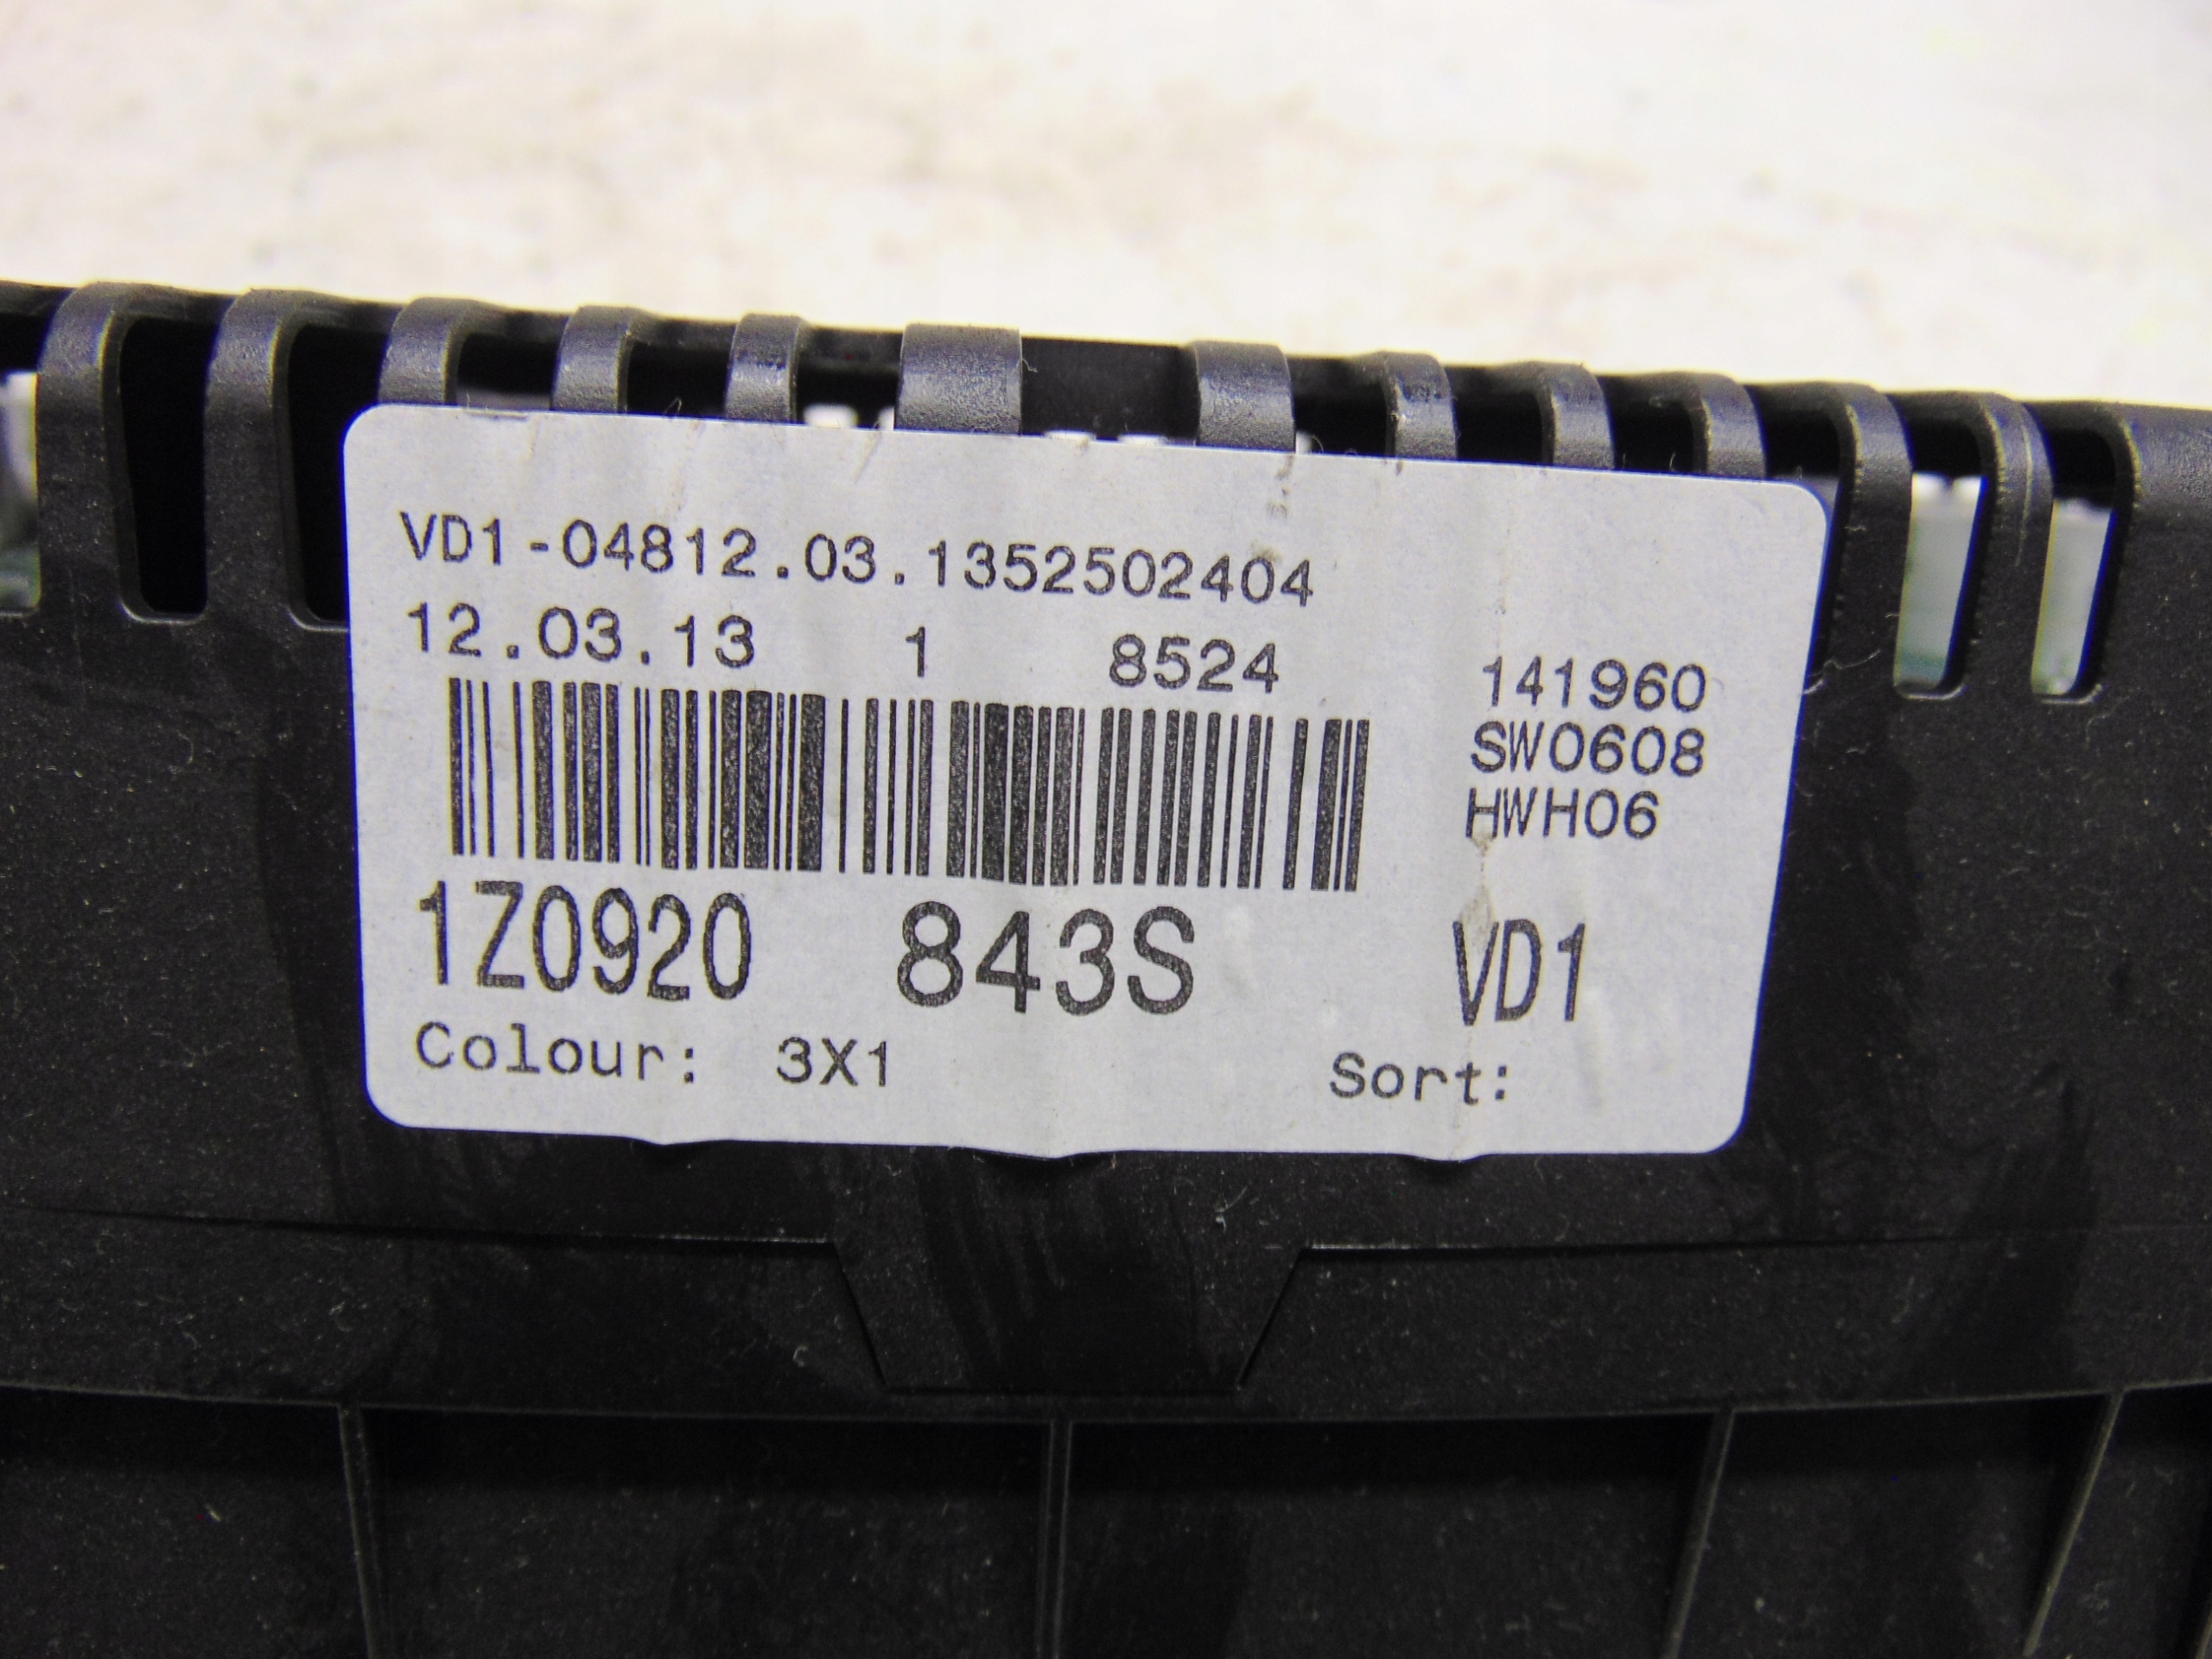 VD1-04812.03.1352502404
12.03.13 1 8524
141960
SW0608
HWH06
1Z0920 843S VD1
Colour: 3X1 Sort: